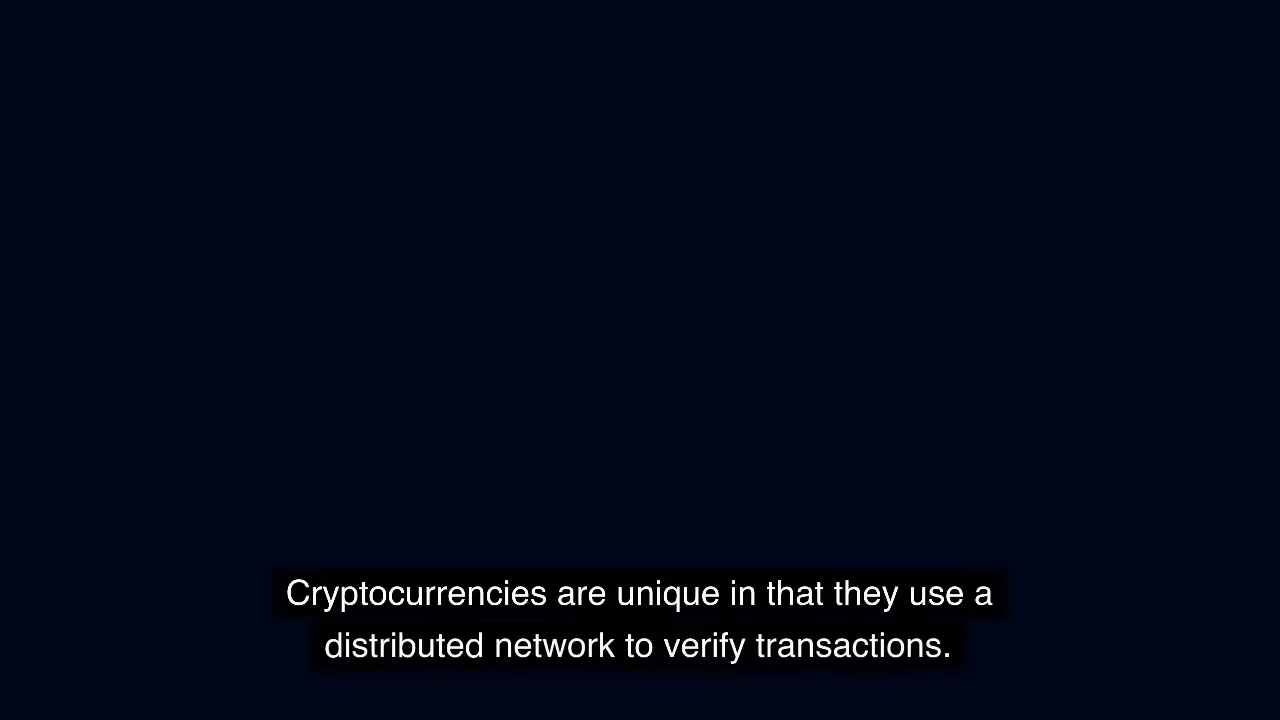 Cryptocurrencies are unique in that they use a
distributed network to verify transactions.